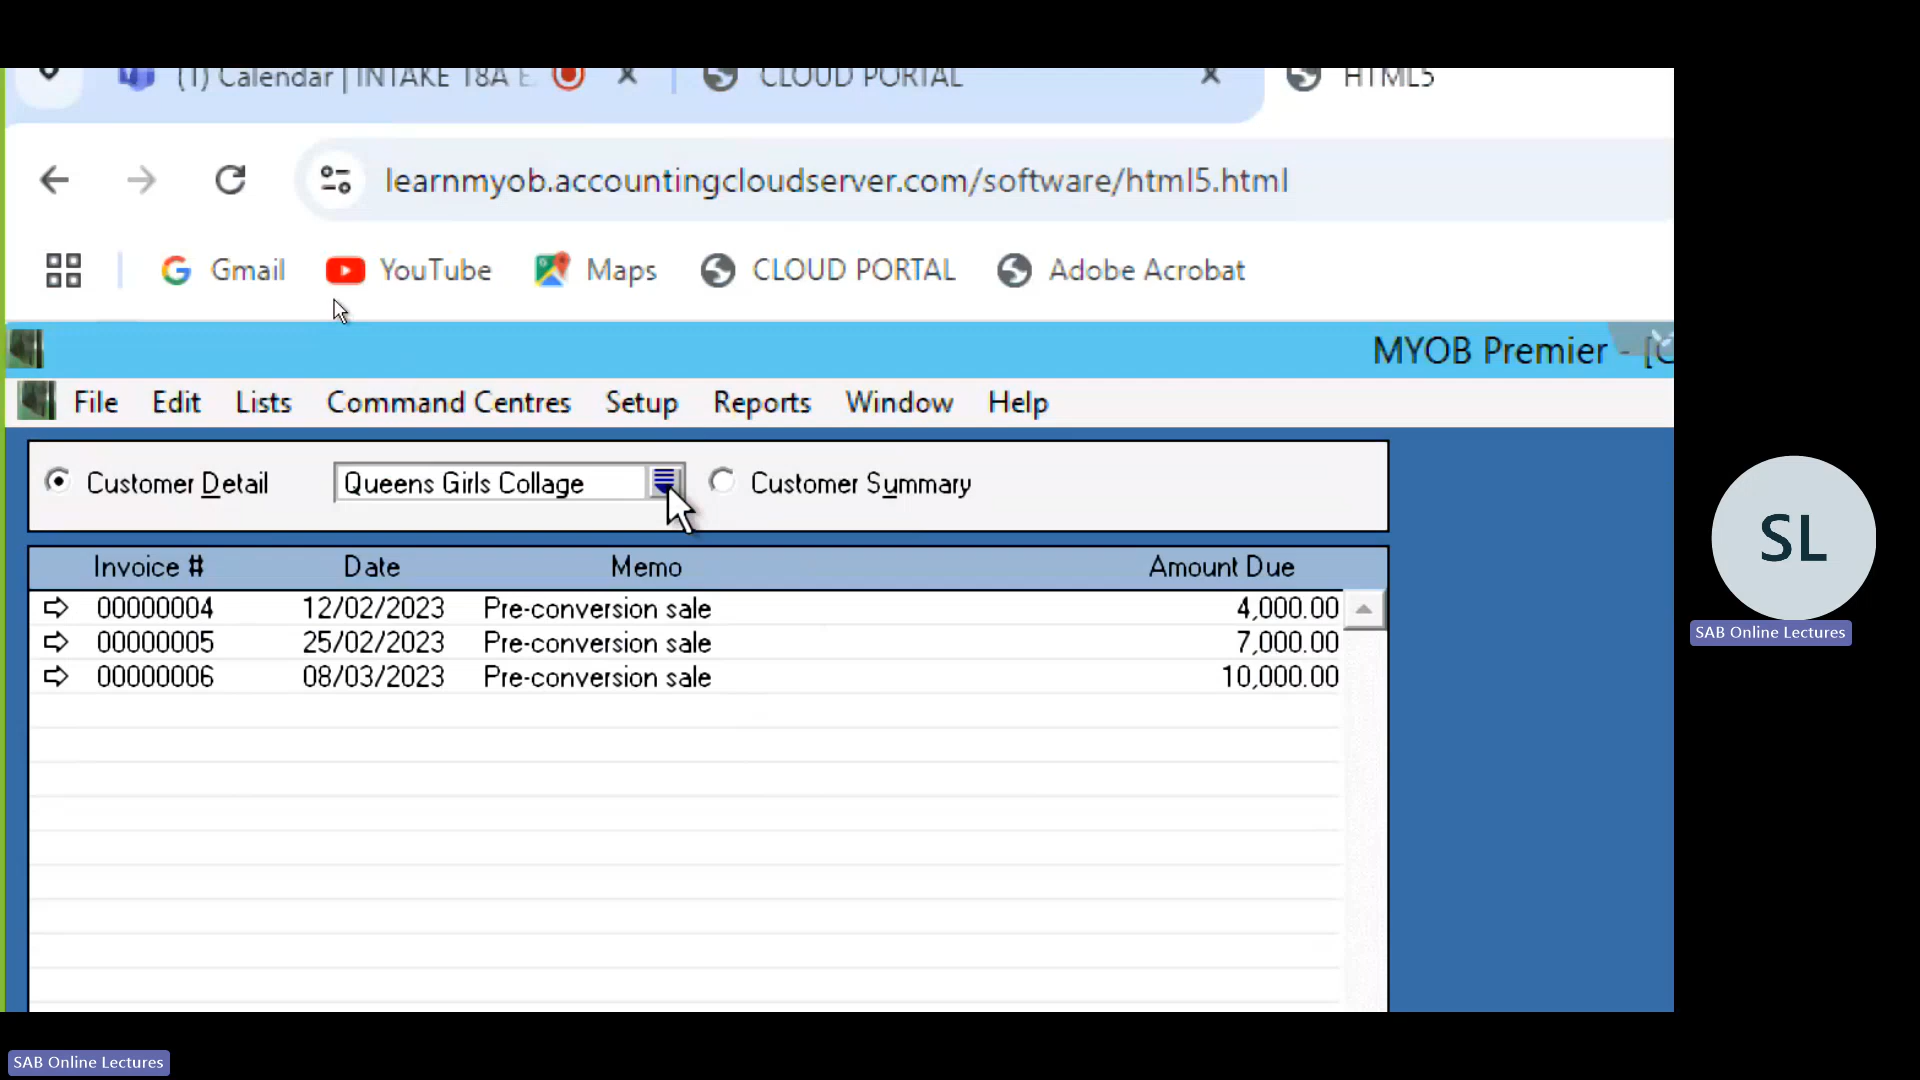 (1) Calendar | INTAKE 18A E
CLOUD PORTAL
HTML5
learnmyob.accountingcloudserver.com/software/html5.html
Gmail
YouTube
Maps
CLOUD PORTAL
Adobe Acrobat
MYOB Premier - [C
File Edit Lists Command Centres Setup Reports Window Help
Customer Detail Queens Girls Collage Customer Summary
Invoice # Date Memo Amount Due
00000004 12/02/2023 Pre-conversion sale 4,000.00
00000005 25/02/2023 Pre-conversion sale 7,000.00
00000006 08/03/2023 Pre-conversion sale 10,000.00
SL
SAB Online Lectures
SAB Online Lectures